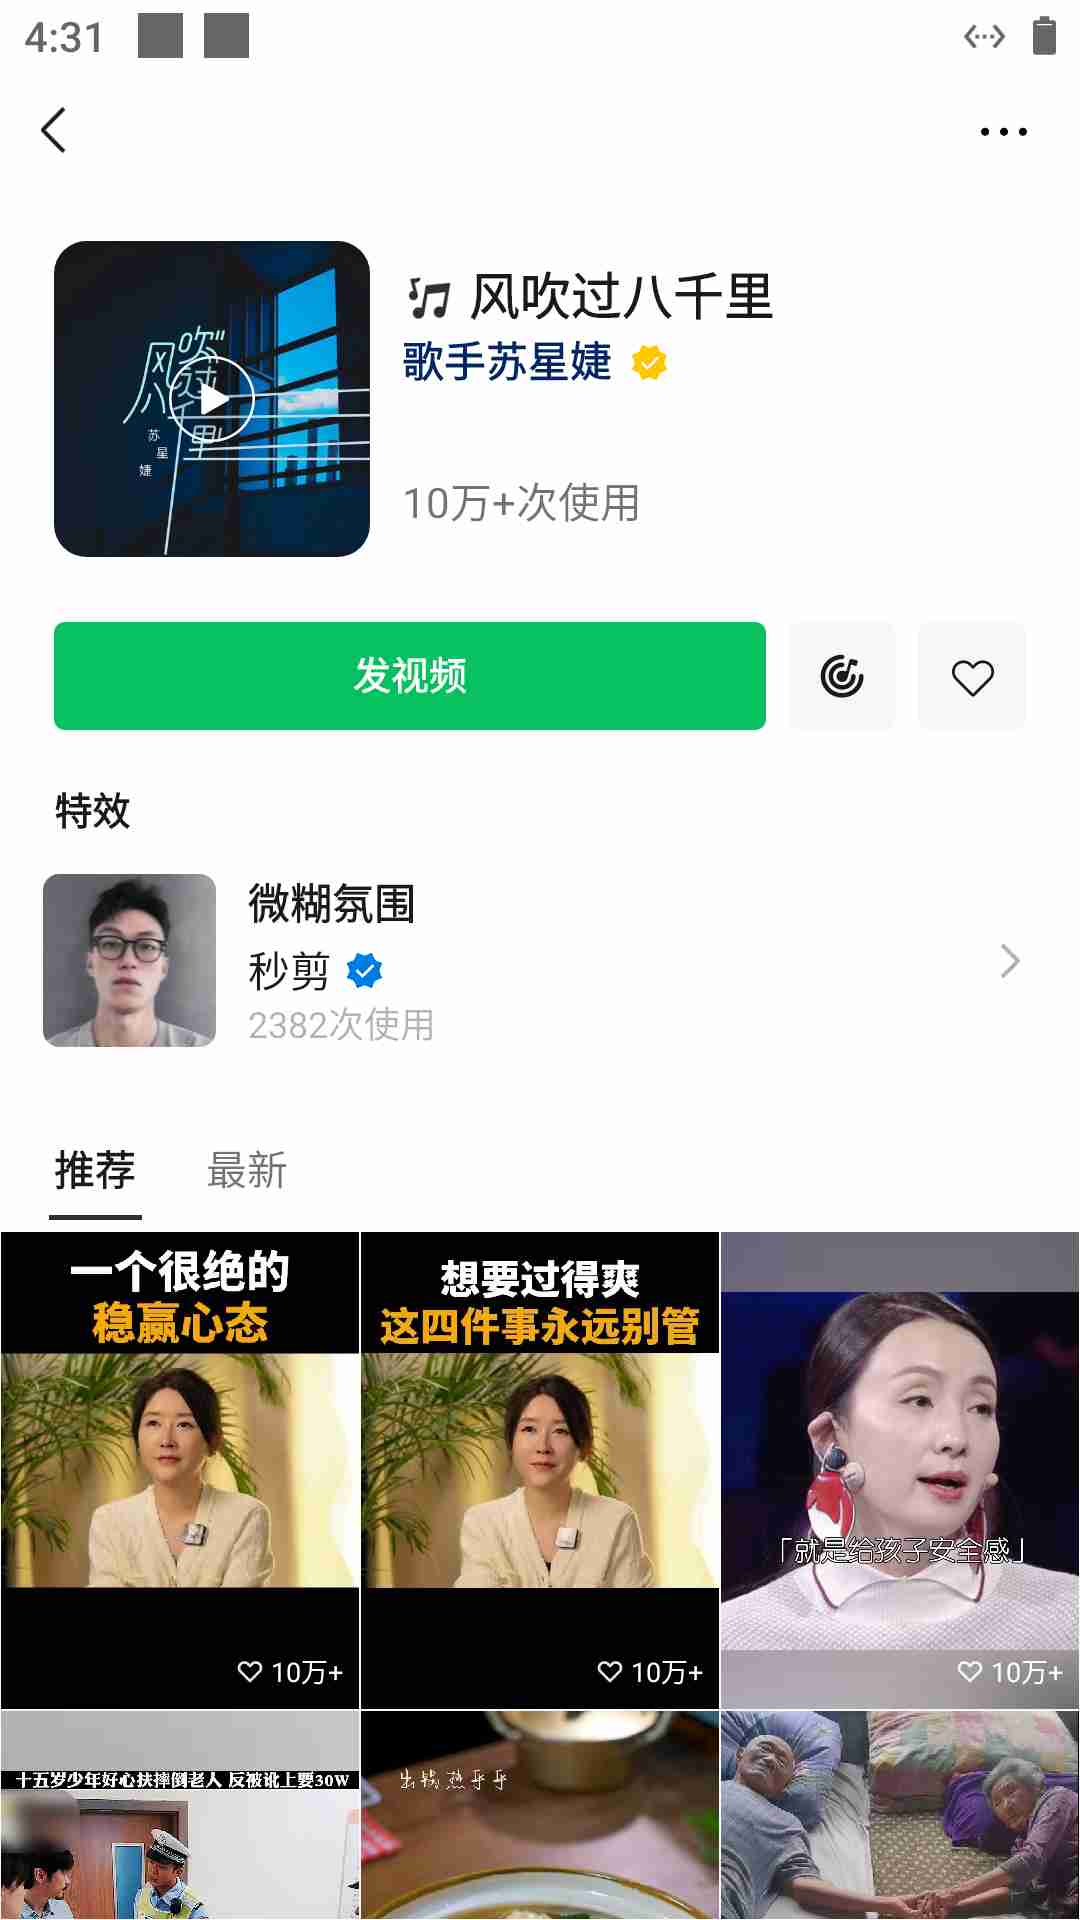 4:31
风吹过八千里
歌手苏星婕
风吹过八千里
苏星婕
10万+次使用
发视频
特效
微糊氛围
秒剪
2382次使用
推荐 最新
一个很绝的
稳赢心态
想要过得爽
这四件事永远别管
「就是给孩子安全感」
10万+ 10万+ 10万+
十五岁少年好心扶摔倒老人 反被讹上要30W
出锅热乎乎